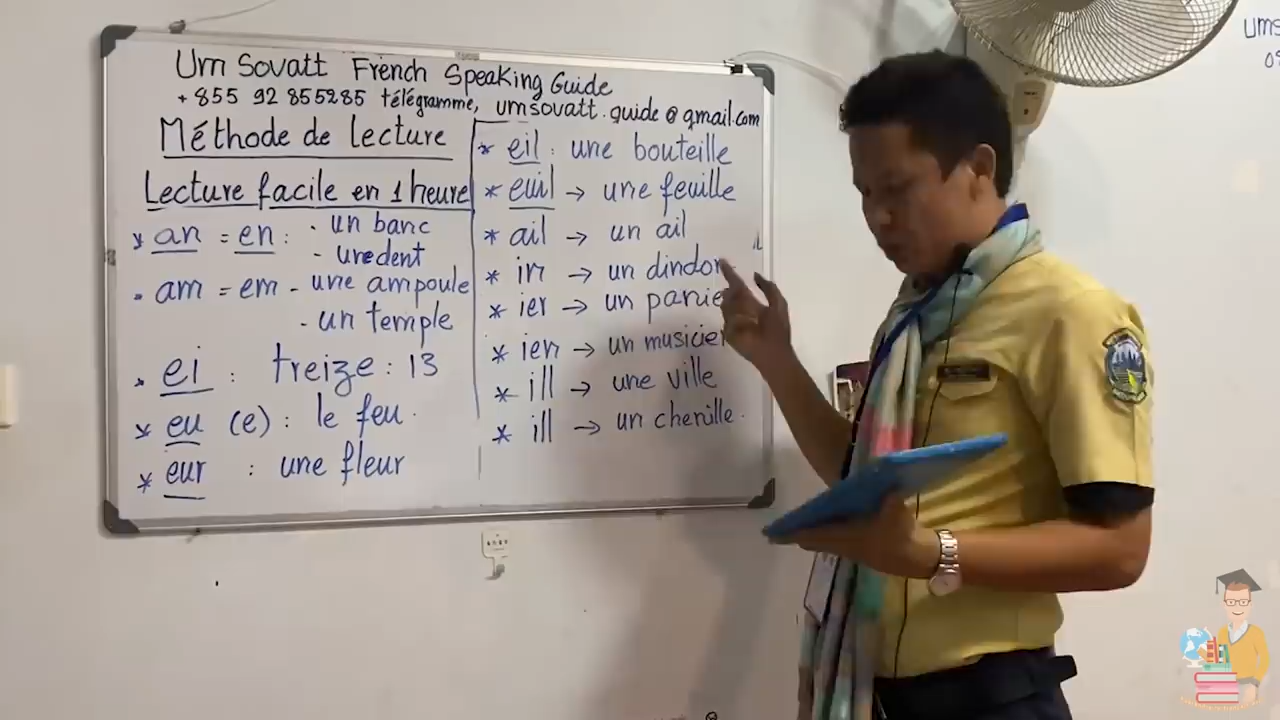 Um Sovatt French Speaking Guide
+855 92 855285 télégramme, umsovatt.guide@gmail.com
Méthode de lecture
Lecture facile en 1 heure
* an = en : - un banc
- une dent
- am = em - une ampoule
- un temple
* ei : treize : 13
* eu (e) : le feu.
* eur : une fleur
* eil : une bouteille
* euil → une feuille
* ail → un ail
* in → un dindon
* ier → un panie
* ien → un musicien
* ill → une ville
* ill → un chenille.
ums